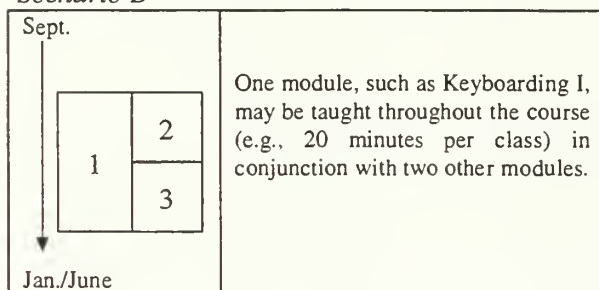 Scenario B
Sept.
1
2
3
Jan./June
One module, such as Keyboarding I,
may be taught throughout the course
(e.g., 20 minutes per class) in
conjunction with two other modules.